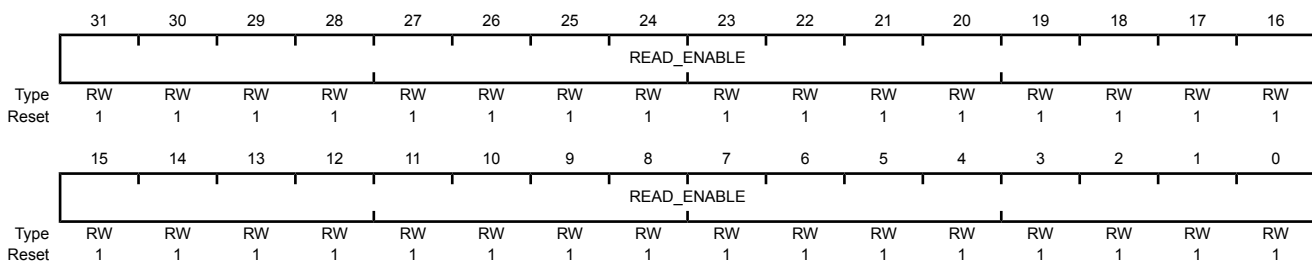 31 30 29 28 27 26 25 24 23 22 21 20 19 18 17 16
READ_ENABLE
Type RW RW RW RW RW RW RW RW RW RW RW RW RW RW RW RW
Reset 1 1 1 1 1 1 1 1 1 1 1 1 1 1 1 1
15 14 13 12 11 10 9 8 7 6 5 4 3 2 1 0
READ_ENABLE
Type RW RW RW RW RW RW RW RW RW RW RW RW RW RW RW RW
Reset 1 1 1 1 1 1 1 1 1 1 1 1 1 1 1 1